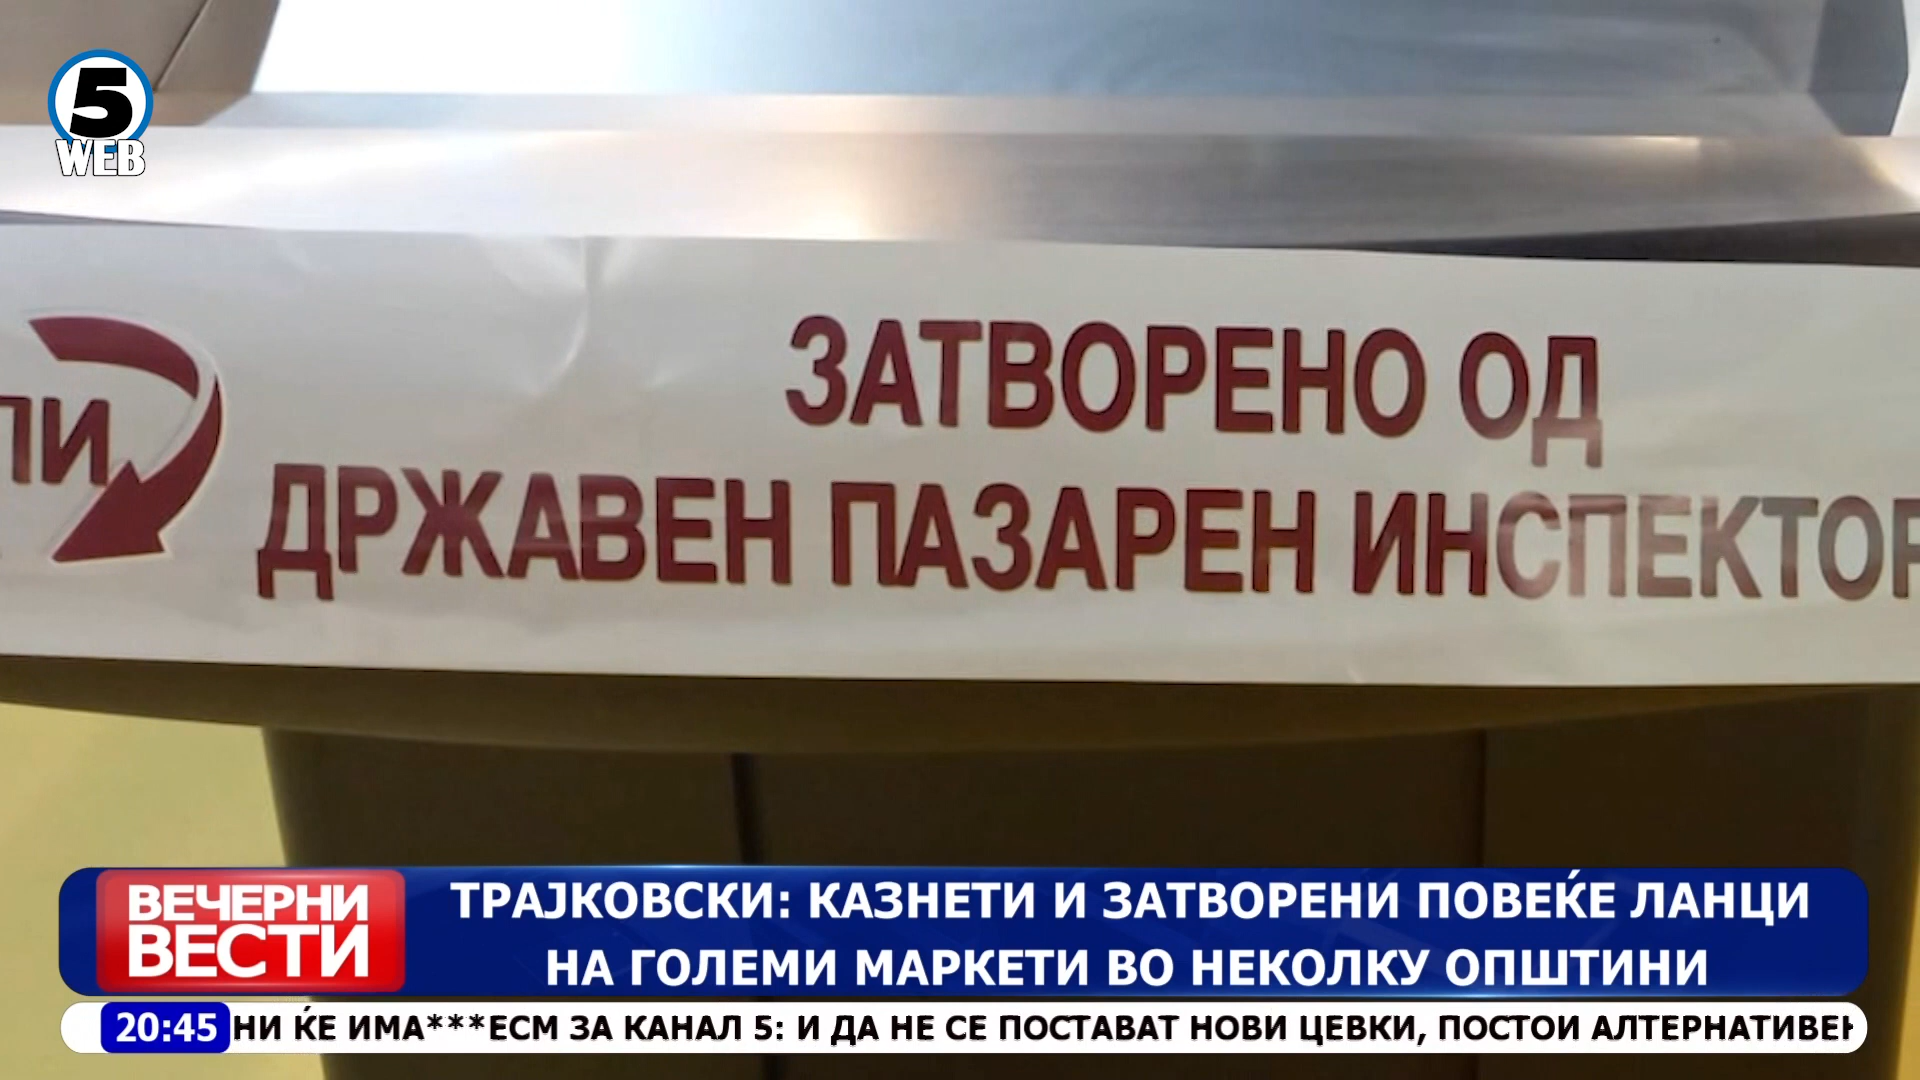 5
WEB
ЗАТВОРЕНО ОД
ПИ
ДРЖАВЕН ПАЗАРЕН ИНСПЕКТОР
ВЕЧЕРНИ
ВЕСТИ
ТРАЈКОВСКИ: КАЗНЕТИ И ЗАТВОРЕНИ ПОВЕЌЕ ЛАНЦИ
НА ГОЛЕМИ МАРКЕТИ ВО НЕКОЛКУ ОПШТИНИ
20:45 НИ ЌЕ ИМА***ЕСМ ЗА КАНАЛ 5: И ДА НЕ СЕ ПОСТАВАТ НОВИ ЦЕВКИ, ПОСТОИ